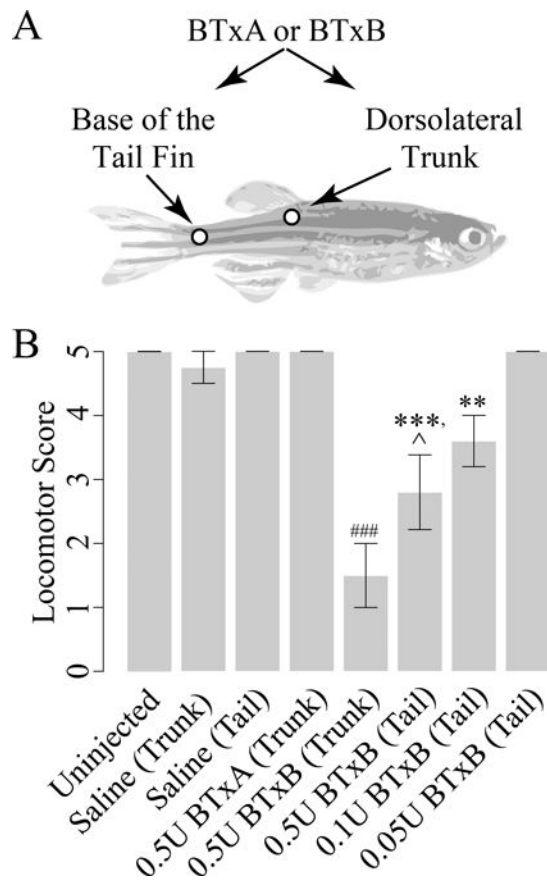 A
BTxA or BTxB
Base of the
Tail Fin
Dorsolateral
Trunk
B
Locomotor Score
5
4
3
2
1
0
###
***,
^
**
Uninjected
Saline (Trunk)
Saline (Tail)
0.5U BTxA (Trunk)
0.5U BTxB (Trunk)
0.5U BTxB (Tail)
0.1U BTxB (Tail)
0.05U BTxB (Tail)